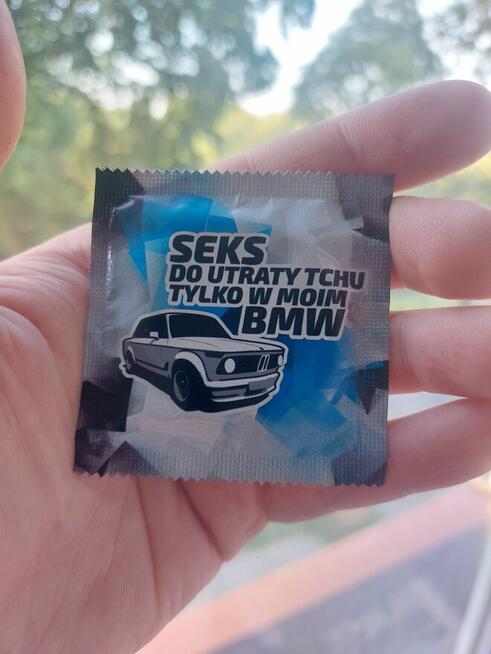 SEKS
DO UTRATY TCHU
TYLKO W MOIM
BMW